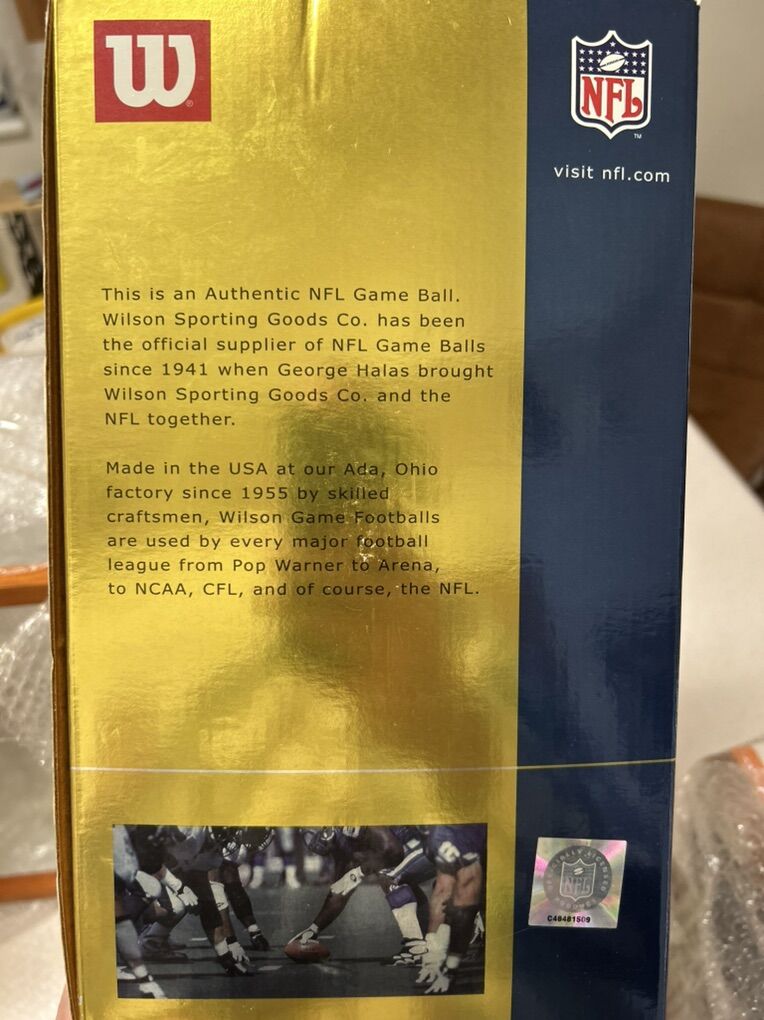 W
NFL
TM
visit nfl.com
This is an Authentic NFL Game Ball.
Wilson Sporting Goods Co. has been
the official supplier of NFL Game Balls
since 1941 when George Halas brought
Wilson Sporting Goods Co. and the
NFL together.
Made in the USA at our Ada, Ohio
factory since 1955 by skilled
craftsmen, Wilson Game Footballs
are used by every major football
league from Pop Warner to Arena,
to NCAA, CFL, and of course, the NFL.
NFL
C48481509